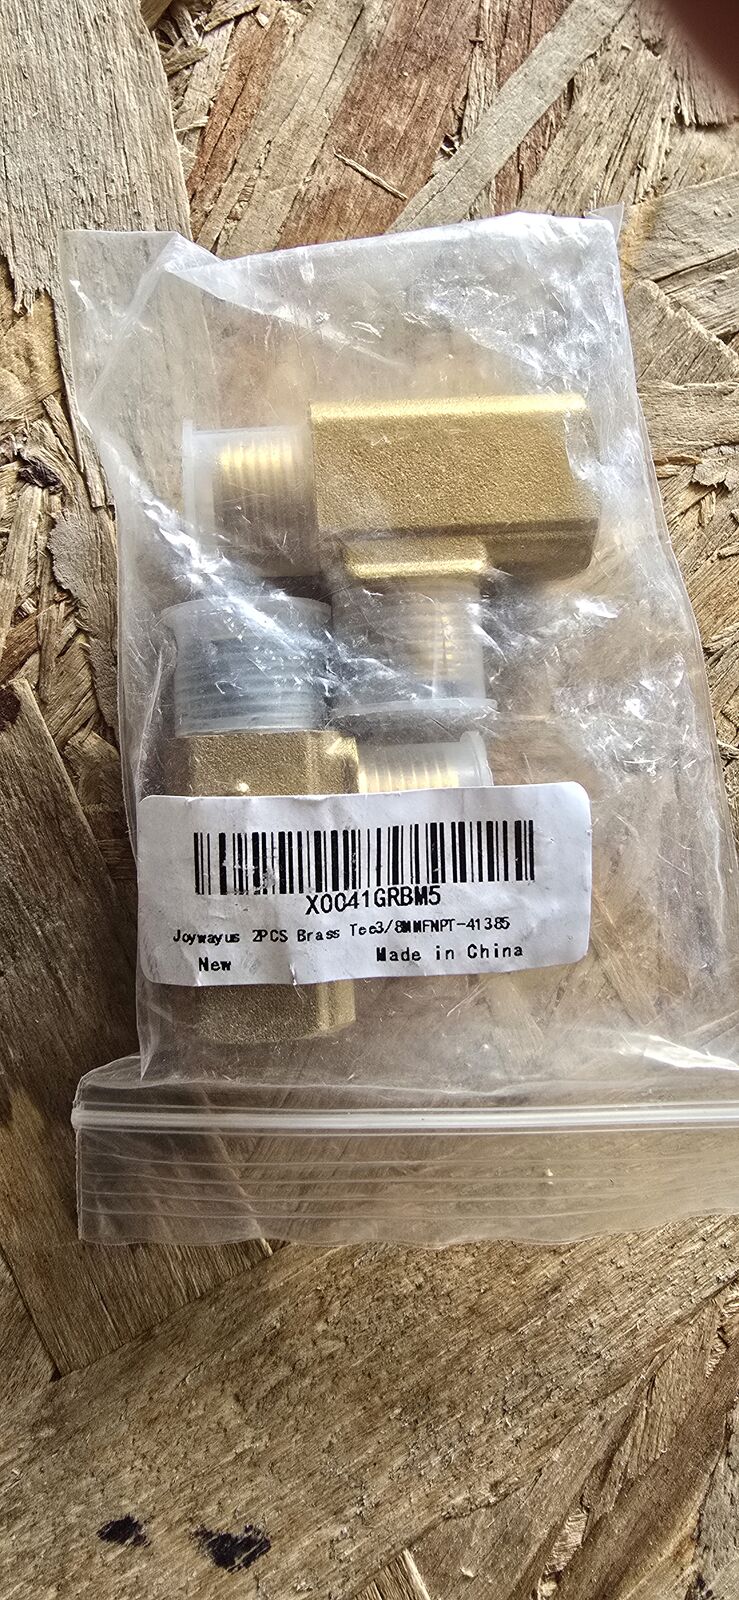 X0041GRBM5
Joywayus 2PCS Brass Tee3/8MMFNPT-41385
New Made in China